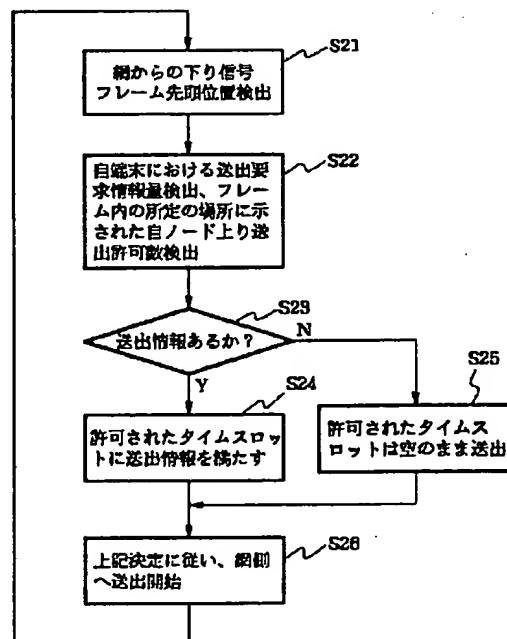 S21
網からの下り信号
フレーム先頭位置検出
S22
自端末における送出要
求情報量検出、フレー
ム内の所定の場所に示
された自ノード上り送
出許可数検出
S23
送出情報あるか?
N
Y
S24
許可されたタイムスロッ
トに送出情報を満たす
S25
許可されたタイムス
ロットは空のまま送出
S26
上記決定に従い、網側
へ送出開始